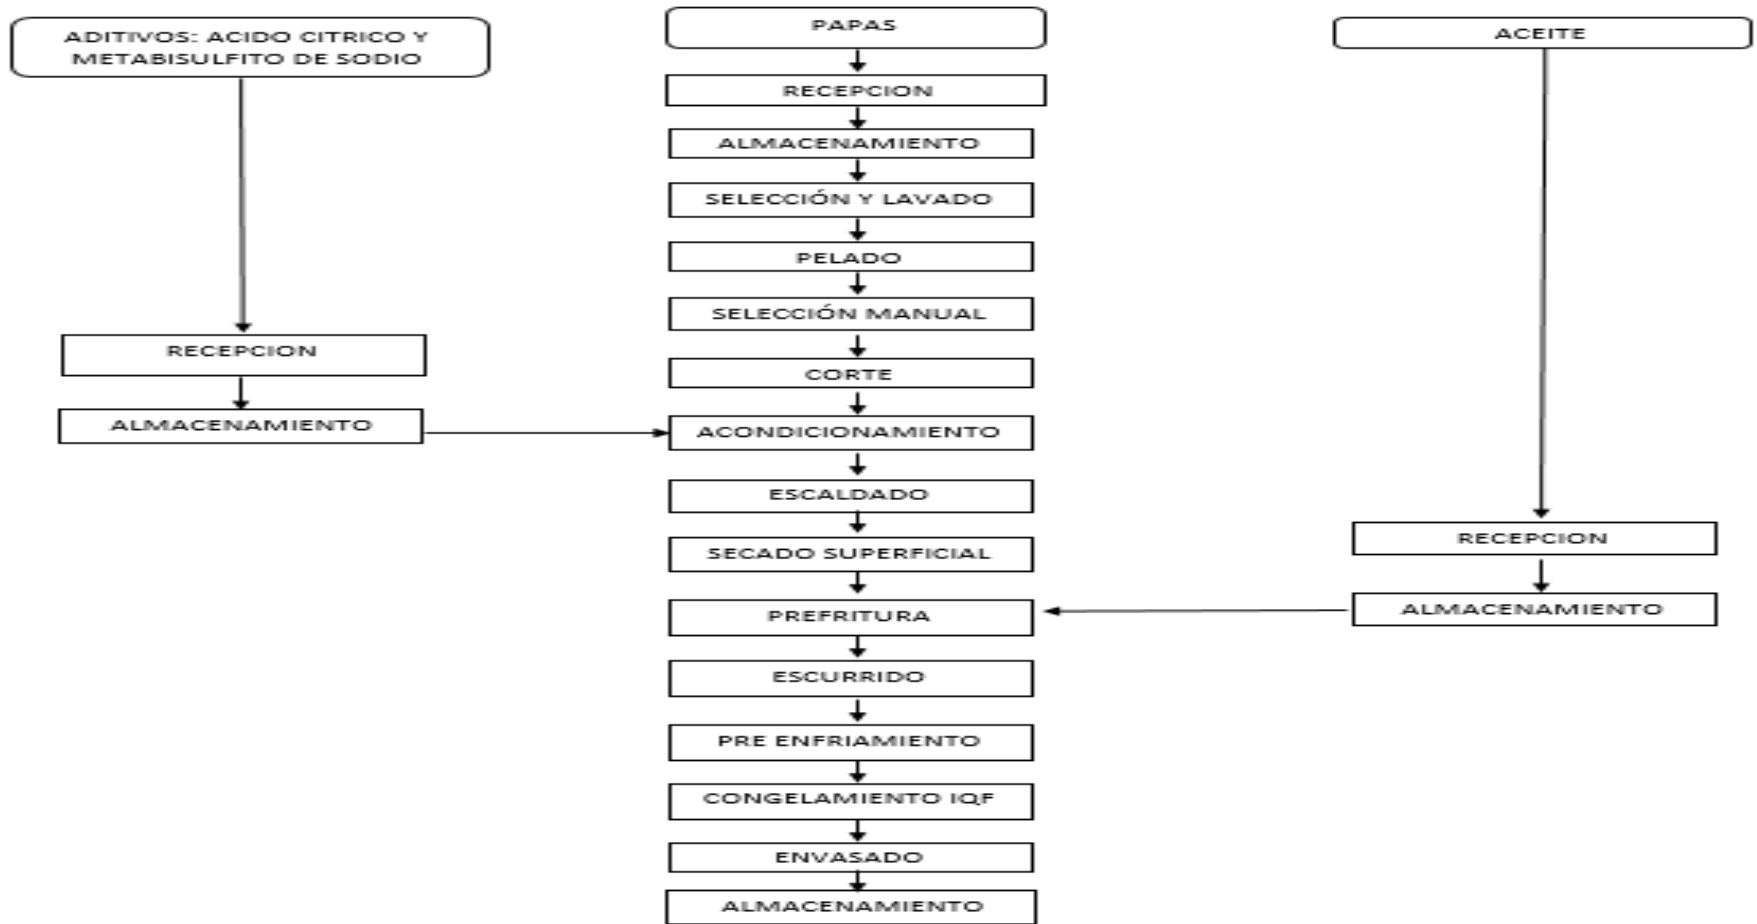 ADITIVOS: ACIDO CITRICO Y
METABISULFITO DE SODIO
RECEPCION
ALMACENAMIENTO
PAPAS
RECEPCION
ALMACENAMIENTO
SELECCIÓN Y LAVADO
PELADO
SELECCIÓN MANUAL
CORTE
ACONDICIONAMIENTO
ESCALDADO
SECADO SUPERFICIAL
PREFRITURA
ESCURRIDO
PRE ENFRIAMIENTO
CONGELAMIENTO IQF
ENVASADO
ALMACENAMIENTO
ACEITE
RECEPCION
ALMACENAMIENTO